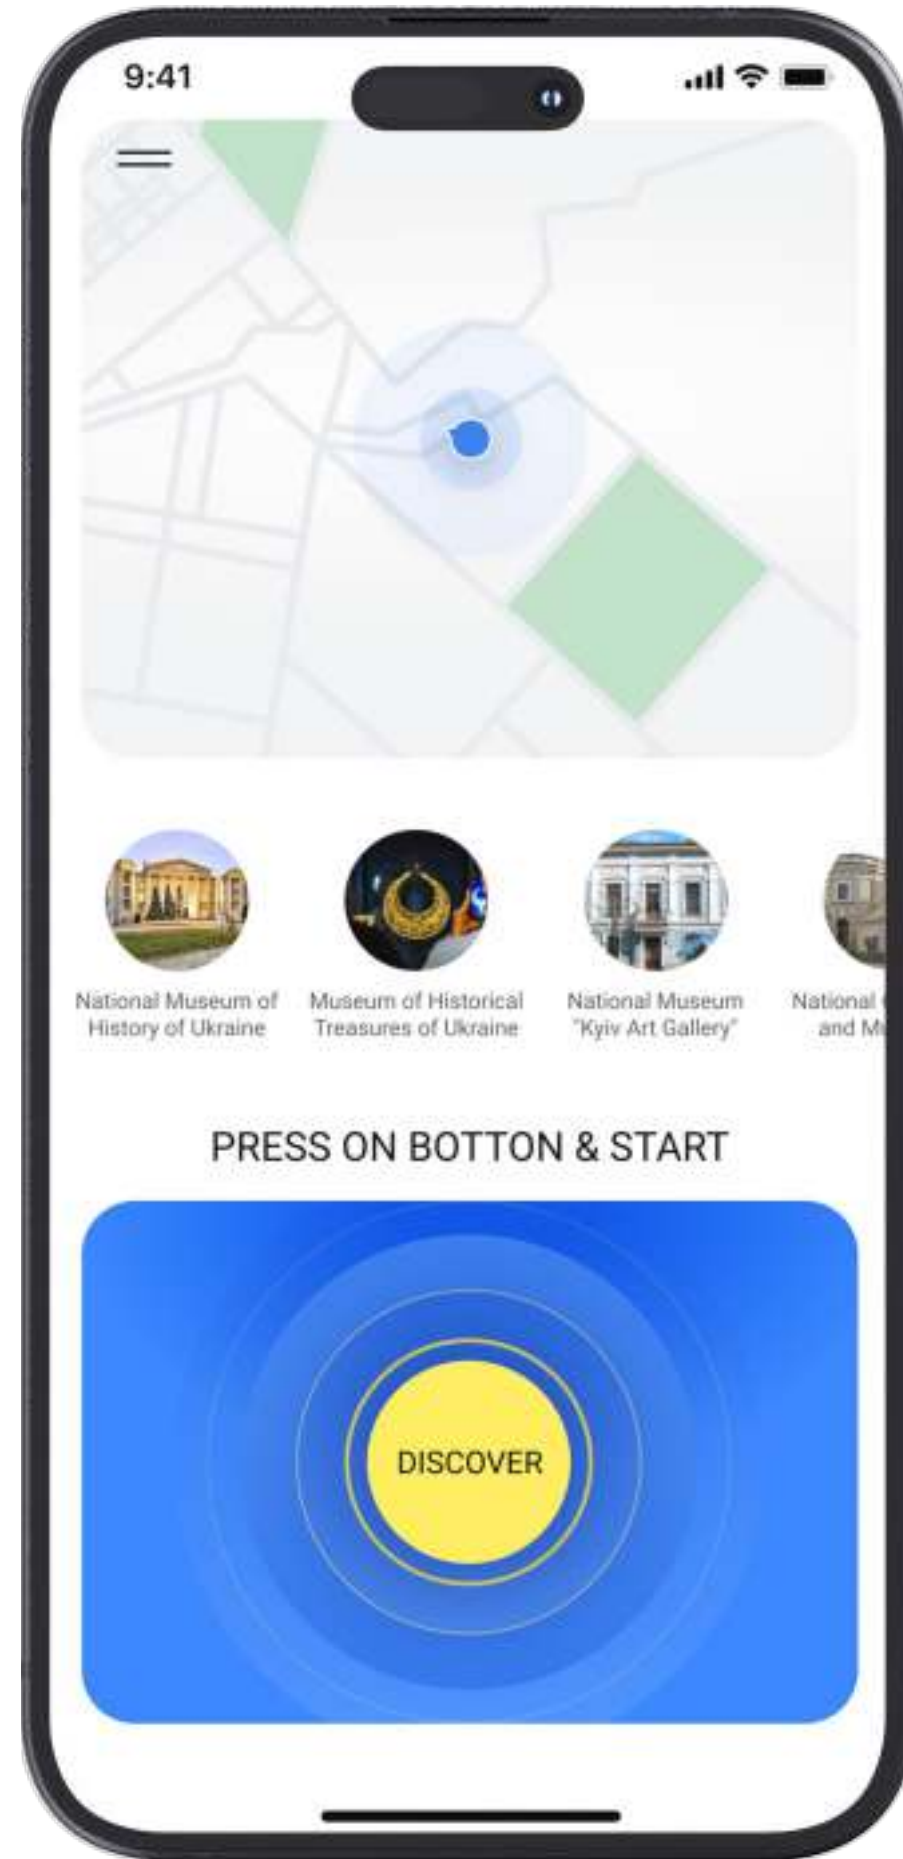 9:41
National Museum of
History of Ukraine
Museum of Historical
Treasures of Ukraine
National Museum
"Kyiv Art Gallery"
National
and
PRESS ON BOTTON & START
DISCOVER